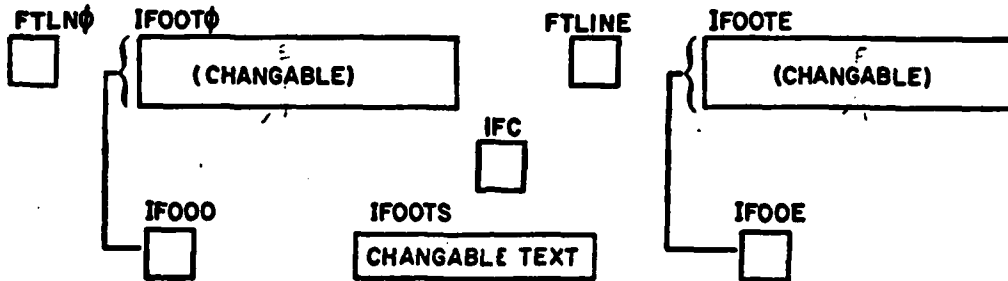 FTLNϕ IFOOTϕ FTLINE IFOOTE
(CHANGABLE) (CHANGABLE)
IFC
IFOOO IFOOTS IFOOE
CHANGABLE TEXT